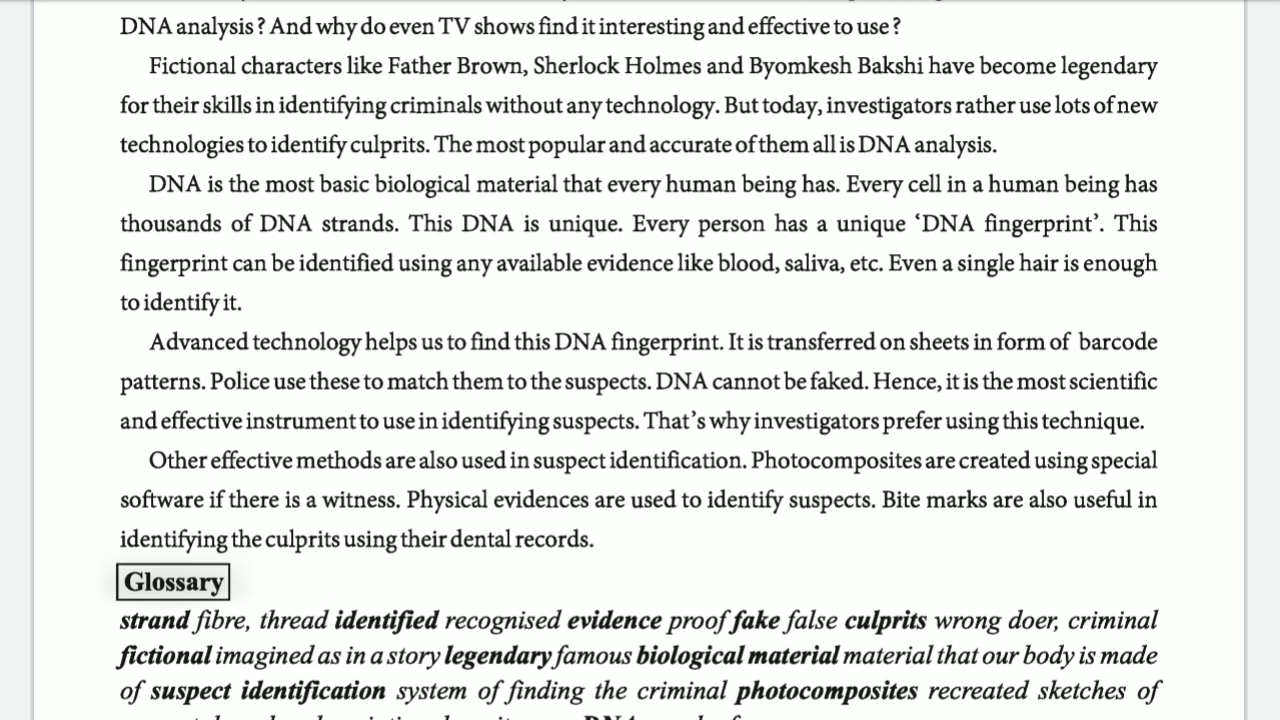 DNA analysis? And why do even TV shows find it interesting and effective to use?
Fictional characters like Father Brown, Sherlock Holmes and Byomkesh Bakshi have become legendary
for their skills in identifying criminals without any technology. But today, investigators rather use lots of new
technologies to identify culprits. The most popular and accurate of them all is DNA analysis.
DNA is the most basic biological material that every human being has. Every cell in a human being has
thousands of DNA strands. This DNA is unique. Every person has a unique ‘DNA fingerprint’. This
fingerprint can be identified using any available evidence like blood, saliva, etc. Even a single hair is enough
to identify it.
Advanced technology helps us to find this DNA fingerprint. It is transferred on sheets in form of barcode
patterns. Police use these to match them to the suspects. DNA cannot be faked. Hence, it is the most scientific
and effective instrument to use in identifying suspects. That’s why investigators prefer using this technique.
Other effective methods are also used in suspect identification. Photocomposites are created using special
software if there is a witness. Physical evidences are used to identify suspects. Bite marks are also useful in
identifying the culprits using their dental records.
Glossary
strand fibre, thread identified recognised evidence proof fake false culprits wrong doer, criminal
fictional imagined as in a story legendary famous biological material material that our body is made
of suspect identification system of finding the criminal photocomposites recreated sketches of